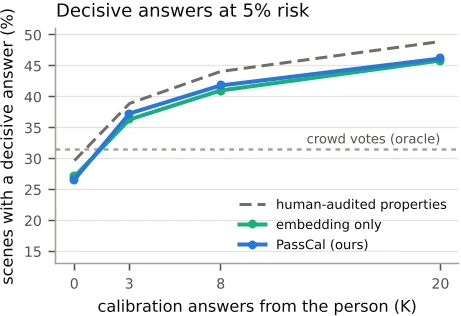 Decisive answers at 5% risk
scenes with a decisive answer (%)
50
45
40
35
30
25
20
15
crowd votes (oracle)
human-audited properties
embedding only
PassCal (ours)
0
3
8
20
calibration answers from the person (K)